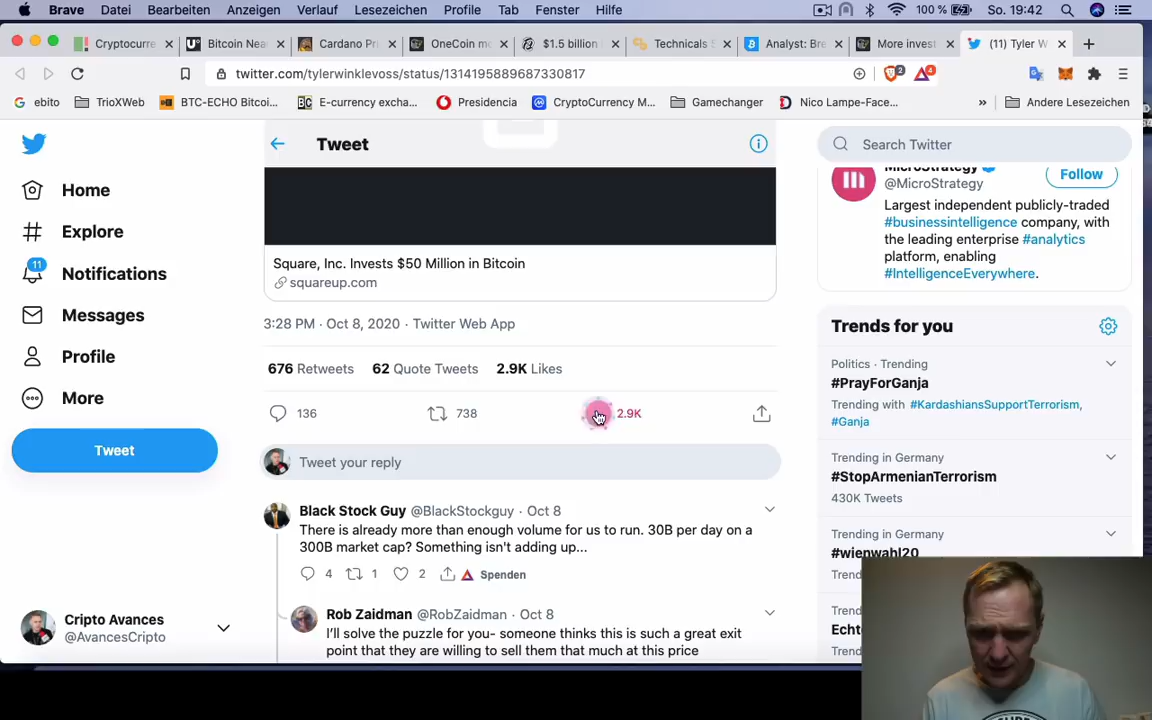 Brave Datei Bearbeiten Anzeigen Verlauf Lesezeichen Profile Tab Fenster Hilfe 100 % So. 19:42
Cryptocurre Bitcoin Nea Cardano Pri OneCoin mo $1.5 billion Technicals S Analyst: Bre More invest (11) Tyler W
twitter.com/tylerwinklevoss/status/1314195889687330817 2 4
ebito TrioXWeb BTC-ECHO Bitcoi... E-currency excha... Presidencia CryptoCurrency M... Gamechanger Nico Lampe-Face... » Andere Lesezeichen
Tweet
Square, Inc. Invests $50 Million in Bitcoin
squareup.com
3:28 PM · Oct 8, 2020 · Twitter Web App
676 Retweets 62 Quote Tweets 2.9K Likes
136 738 2.9K
Tweet your reply
Black Stock Guy @BlackStockguy · Oct 8
There is already more than enough volume for us to run. 30B per day on a
300B market cap? Something isn't adding up...
4 1 2 Spenden
Rob Zaidman @RobZaidman · Oct 8
I'll solve the puzzle for you- someone thinks this is such a great exit
point that they are willing to sell them that much at this price
Home
Explore
11
Notifications
Messages
Profile
More
Tweet
Cripto Avances
@AvancesCripto
Search Twitter
MicroStrategy
@MicroStrategy
Follow
Largest independent publicly-traded
#businessintelligence company, with
the leading enterprise #analytics
platform, enabling
#IntelligenceEverywhere.
Trends for you
Politics · Trending
#PrayForGanja
Trending with #KardashiansSupportTerrorism,
#Ganja
Trending in Germany
#StopArmenianTerrorism
430K Tweets
Trending in Germany
#wienwahl20